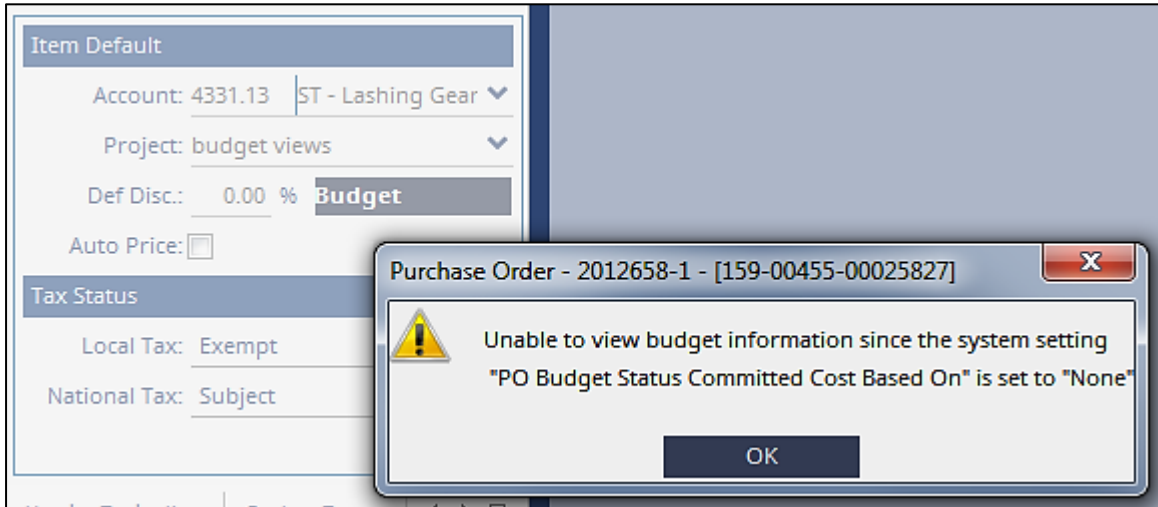 Item Default
Account: 4331.13 ST - Lashing Gear
Project: budget views
Def Disc.: 0.00 % Budget
Auto Price:
Purchase Order - 2012658-1 - [159-00455-00025827]
Tax Status
Unable to view budget information since the system setting
"PO Budget Status Committed Cost Based On" is set to "None"
Local Tax: Exempt
National Tax: Subject
OK